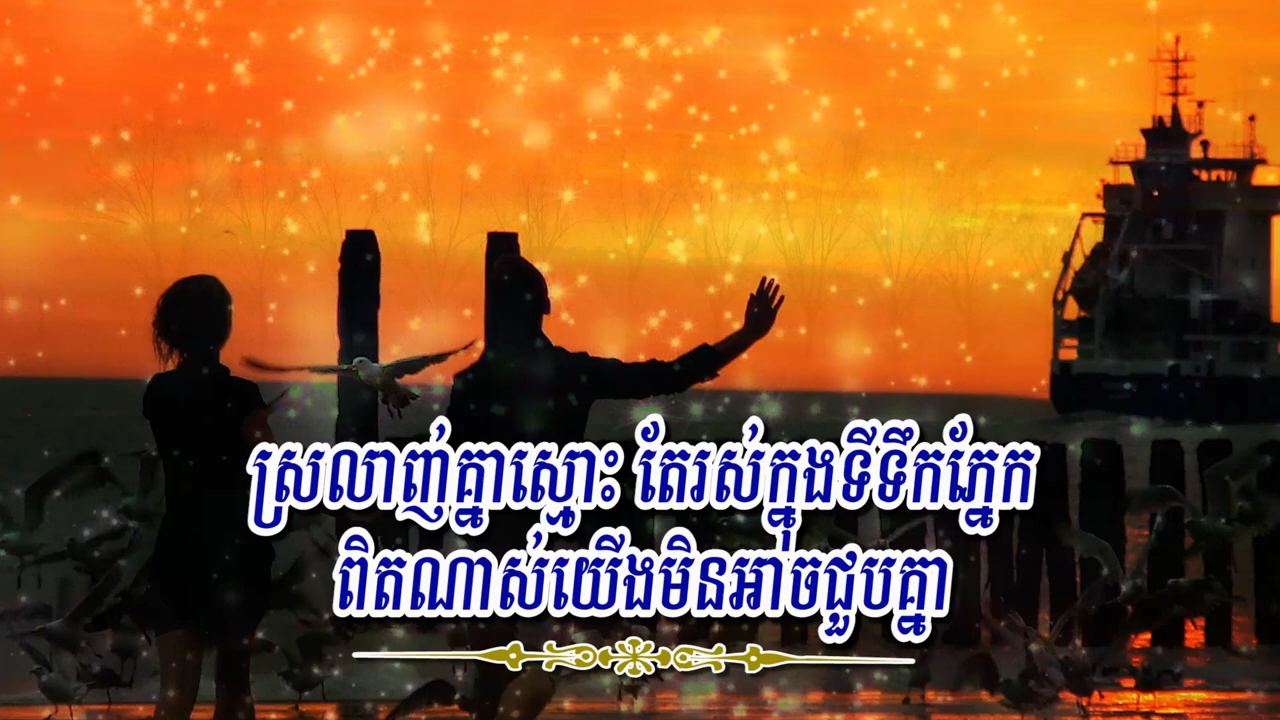 ស្រលាញ់គ្នាស្មោះ តែរស់ក្នុងទីទឹកភ្នែក
ពិតណាស់យើងមិនអាចជួបគ្នា